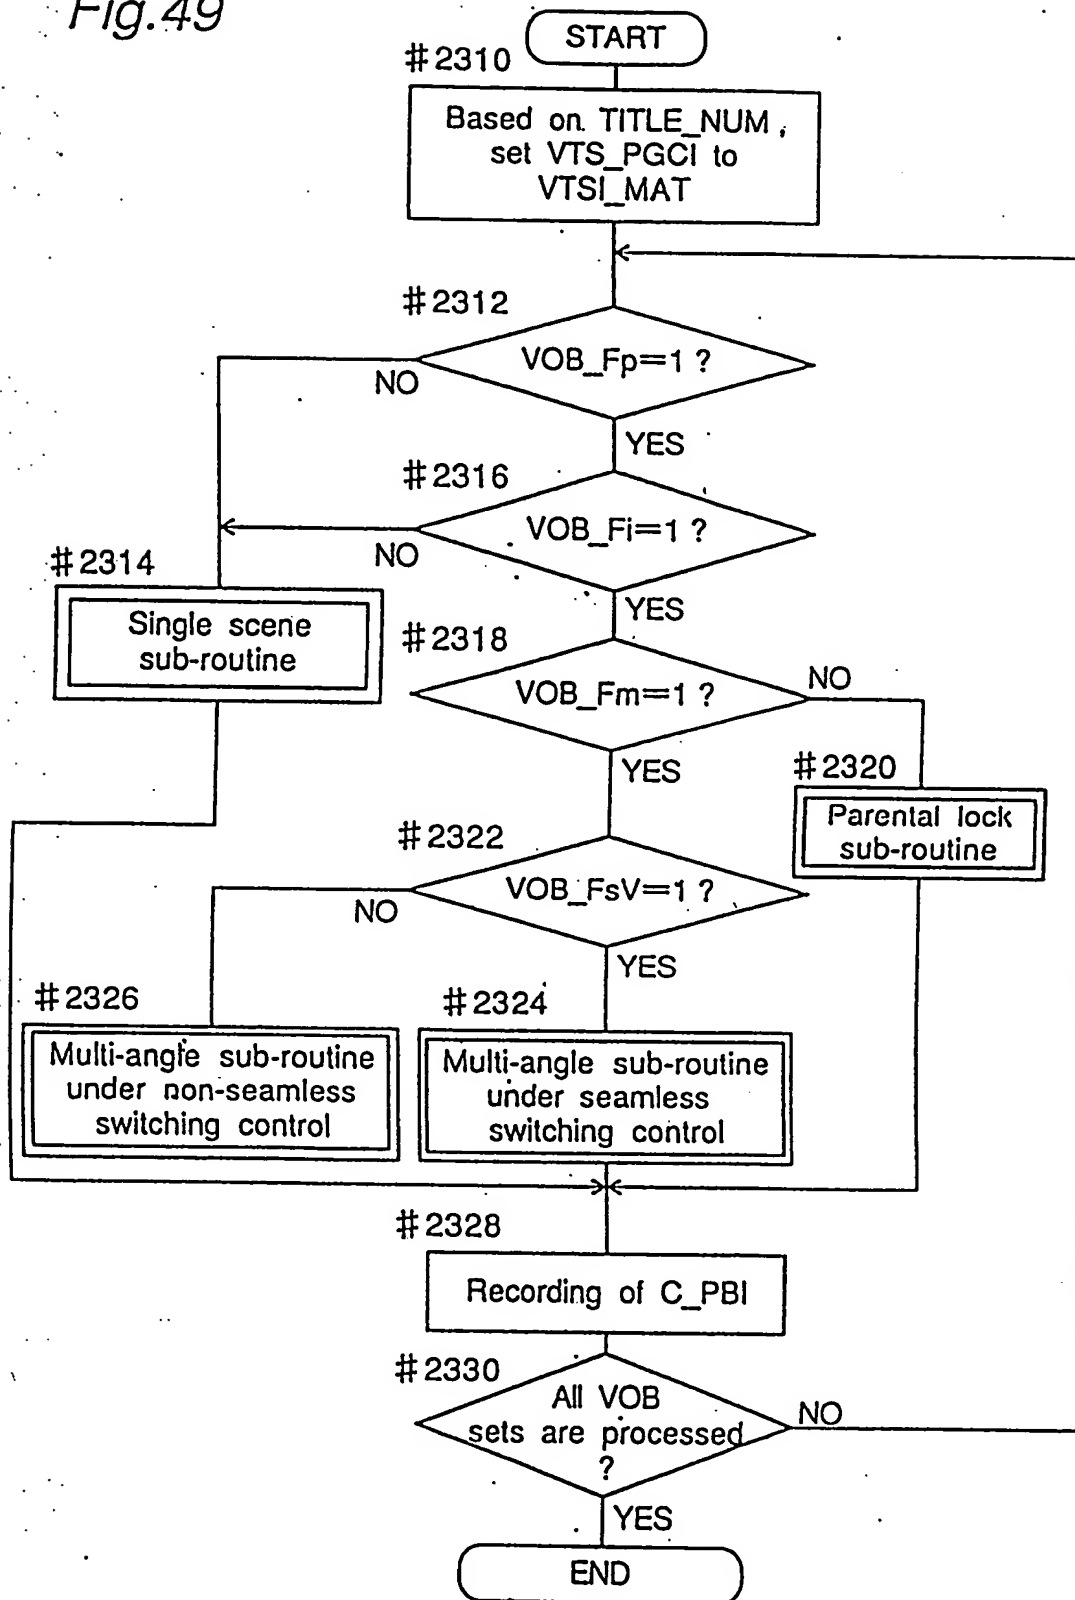 Fig.49
START
#2310
Based on TITLE_NUM,
set VTS_PGCI to
VTSI_MAT
#2312
VOB_Fp=1 ?
NO
YES
#2316
VOB_Fi=1 ?
NO
YES
#2314
Single scene
sub-routine
#2318
VOB_Fm=1 ?
NO
YES
#2320
Parental lock
sub-routine
#2322
VOB_FsV=1 ?
NO
YES
#2326
Multi-angle sub-routine
under non-seamless
switching control
#2324
Multi-angle sub-routine
under seamless
switching control
#2328
Recording of C_PBI
#2330
All VOB
sets are processed
?
NO
YES
END